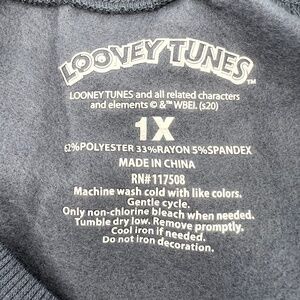 LOONEY TUNES™
LOONEY TUNES and all related characters
and elements © &™ WBEI. (s20)
1X
62%POLYESTER 33%RAYON 5%SPANDEX
MADE IN CHINA
RN#117508
Machine wash cold with like colors.
Gentle cycle.
Only non-chlorine bleach when needed.
Tumble dry low. Remove promptly.
Cool iron if needed.
Do not iron decoration.